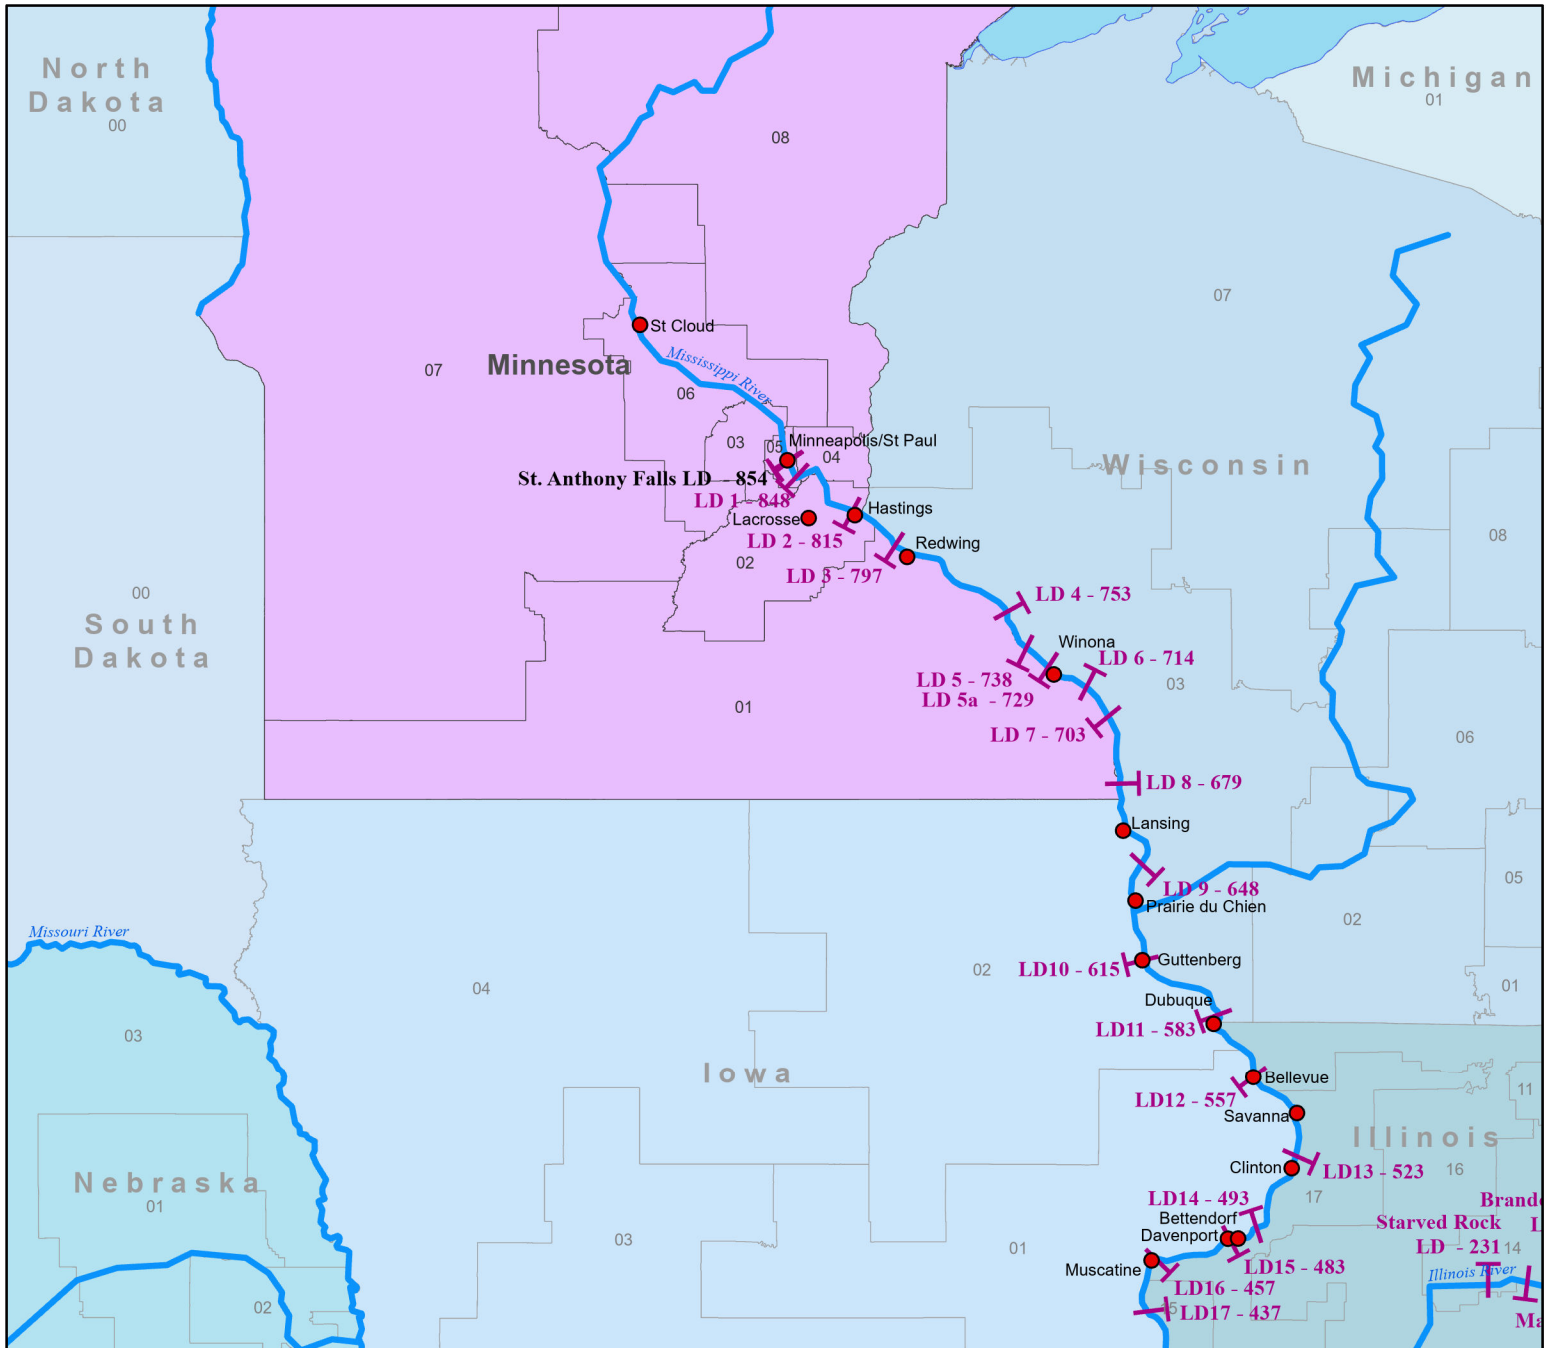 North
Dakota
00
Michigan
01
08
07
St Cloud
Mississippi River
Minnesota
07
06
03
05
Minneapolis/St Paul
04
Wisconsin
St. Anthony Falls LD - 854
LD 1 - 848
Lacrosse
Hastings
LD 2 - 815
Redwing
08
02
LD 3 - 797
00
South
Dakota
LD 4 - 753
Winona
LD 6 - 714
LD 5 - 738
03
LD 5a - 729
01
LD 7 - 703
06
LD 8 - 679
Lansing
05
LD 9 - 648
Prairie du Chien
02
Missouri River
Guttenberg
LD10 - 615
02
04
01
Dubuque
LD11 - 583
03
Iowa
Bellevue
11
LD12 - 557
Savanna
Illinois
Clinton
LD13 - 523
16
Nebraska
01
LD14 - 493
17
Brand
Bettendorf
Starved Rock
L
Davenport
03
01
LD - 231
14
Muscatine
LD15 - 483
Illinois River
LD16 - 457
02
LD17 - 437
Ma